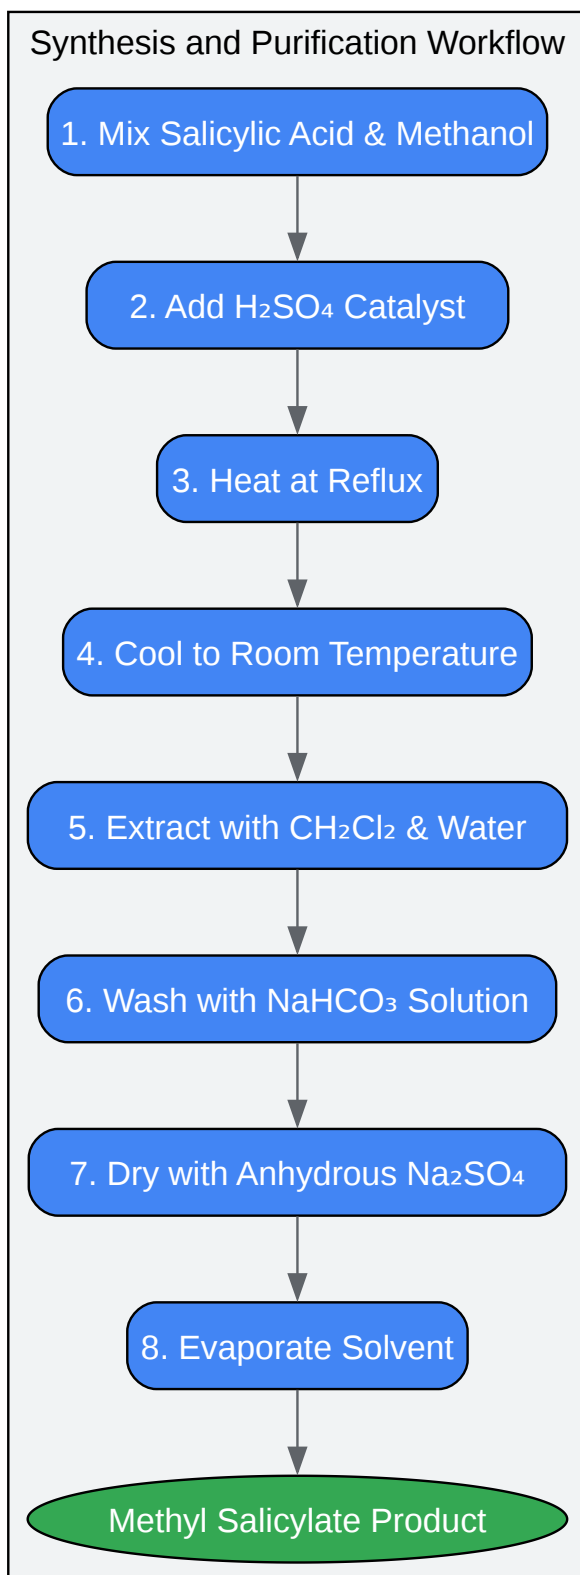 Synthesis and Purification Workflow
1. Mix Salicylic Acid & Methanol
2. Add H₂SO₄ Catalyst
3. Heat at Reflux
4. Cool to Room Temperature
5. Extract with CH₂Cl₂ & Water
6. Wash with NaHCO₃ Solution
7. Dry with Anhydrous Na₂SO₄
8. Evaporate Solvent
Methyl Salicylate Product